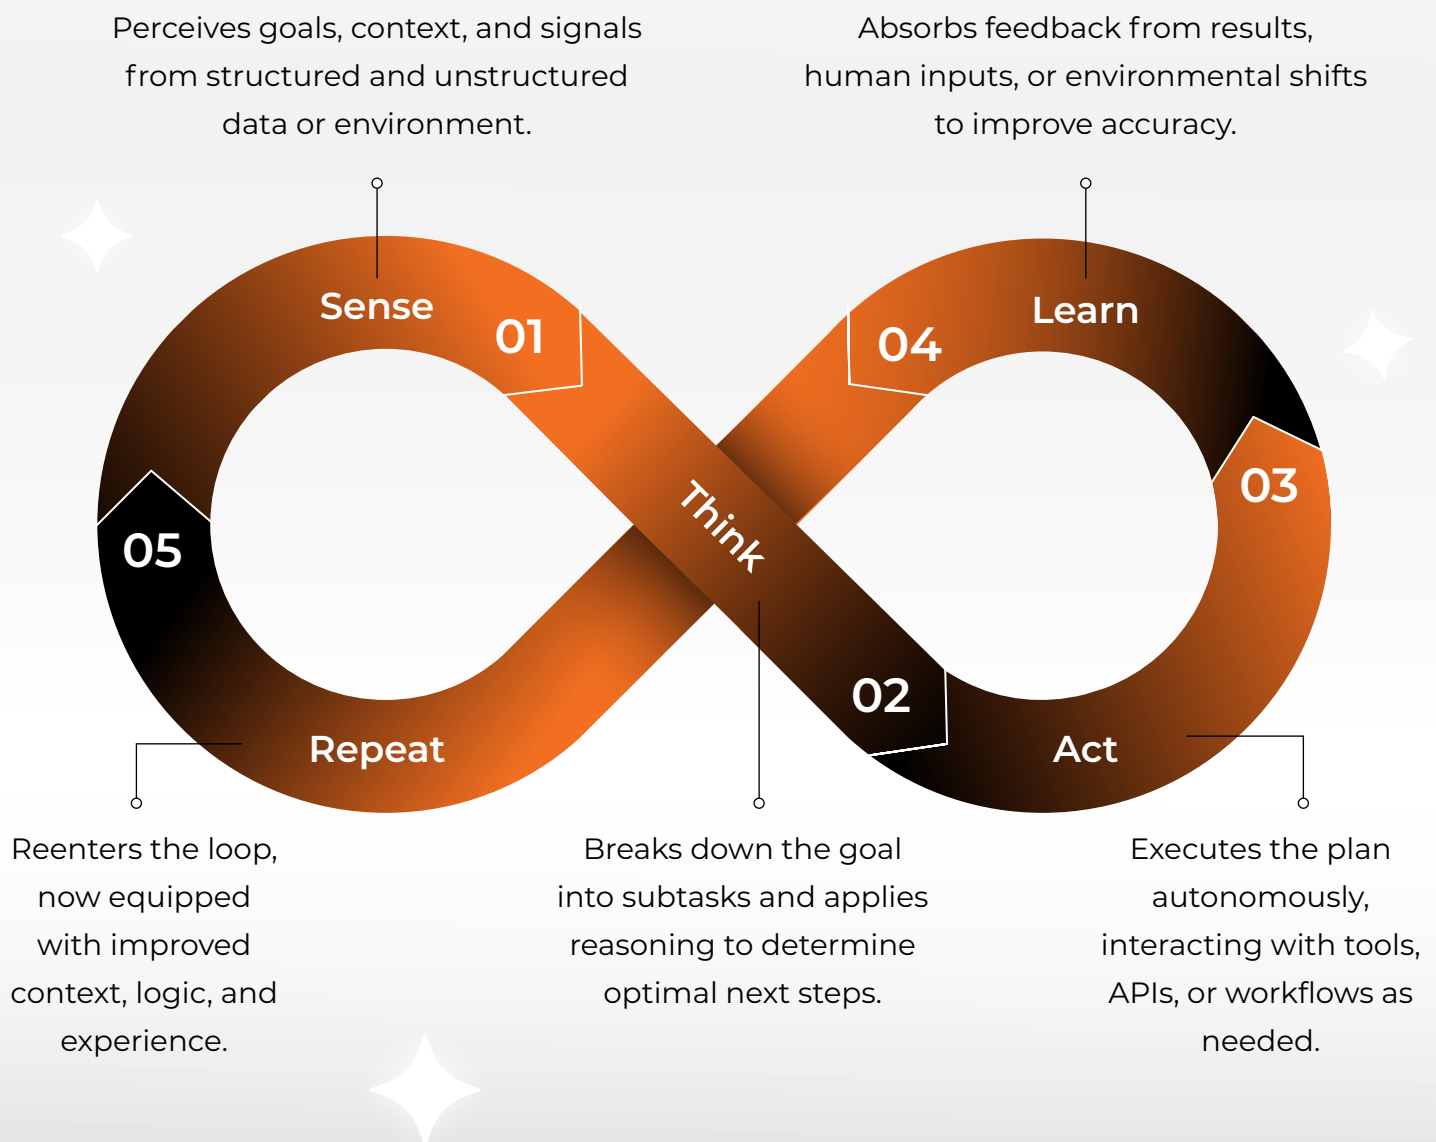 Perceives goals, context, and signals
from structured and unstructured
data or environment.
Absorbs feedback from results,
human inputs, or environmental shifts
to improve accuracy.
Sense
01
04
Learn
Think
03
05
02
Repeat
Act
Reenters the loop,
now equipped
with improved
context, logic, and
experience.
Breaks down the goal
into subtasks and applies
reasoning to determine
optimal next steps.
Executes the plan
autonomously,
interacting with tools,
APIs, or workflows as
needed.